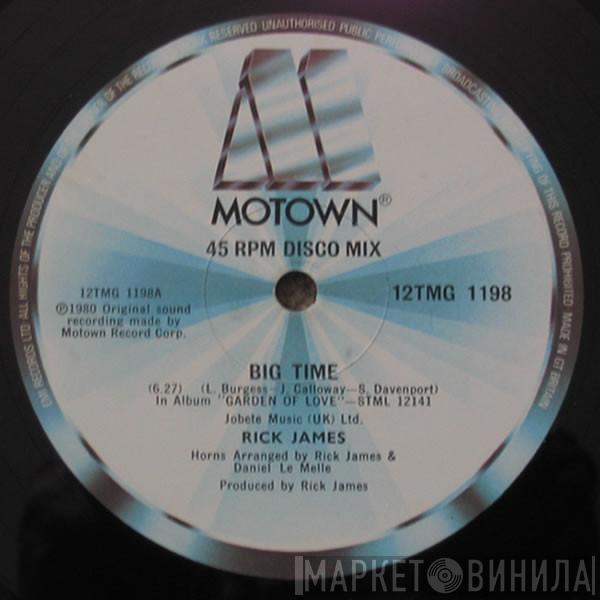 EMI RECORDS LTD ALL RIGHTS OF THE PRODUCER AND OF THE RECORDED RESERVED UNAUTHORISED PUBLIC PERFORMANCE BROADCASTING OF THIS RECORD PROHIBITED MADE IN GT BRITAIN
MOTOWN®
45 RPM DISCO MIX
12TMG 1198A
℗1980 Original sound
recording made by
Motown Record Corp.
12TMG 1198
BIG TIME
(6.27) (L. Burgess—J. Calloway—S. Davenport)
In Album "GARDEN OF LOVE"—STML 12141
Jobete Music (UK) Ltd.
RICK JAMES
Horns Arranged by Rick James &
Daniel Le Melle
Produced by Rick James
МАРКЕТ ВИНИЛА